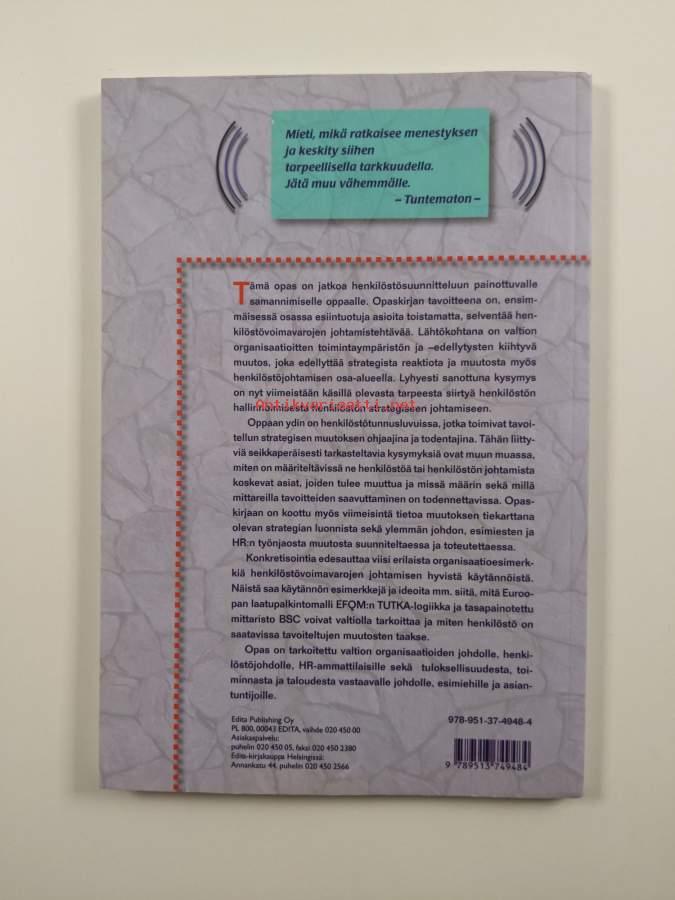 Mieti, mikä ratkaisee menestyksen
ja keskity siihen
tarpeellisella tarkkuudella.
Jätä muu vähemmälle.
– Tuntematon –
Tämä opas on jatkoa henkilöstösuunnitteluun painottuvalle
samannimiselle oppaalle. Opaskirjan tavoitteena on, ensim-
mäisessä osassa esiintuotuja asioita toistamatta, selventää hen-
kilöstövoimavarojen johtamistehtävää. Lähtökohtana on valtion
organisaatioitten toimintaympäristön ja –edellytysten kiihtyvä
muutos, joka edellyttää strategista reaktiota ja muutosta myös
henkilöstöjohtamisen osa-alueella. Lyhyesti sanottuna kysymys
on nyt viimeistään käsillä olevasta tarpeesta siirtyä henkilöstön
Antikvariaatti.net
hallinnoimisesta henkilöstön strategiseen johtamiseen.
Oppaan ydin on henkilöstötunnusluvuissa, jotka toimivat tavoi-
tellun strategisen muutoksen ohjaajina ja todentajina. Tähän liitty-
viä seikkaperäisesti tarkasteltavia kysymyksiä ovat muun muassa,
miten on määriteltävissä ne henkilöstöä tai henkilöstön johtamista
koskevat asiat, joiden tulee muuttua ja missä määrin sekä millä
mittareilla tavoitteiden saavuttaminen on todennettavissa. Opas-
kirjaan on koottu myös viimeisintä tietoa muutoksen tiekarttana
olevan strategian luonnista sekä ylemmän johdon, esimiesten ja
HR:n työnjaosta muutosta suunniteltaessa ja toteutettaessa.
Konkretisointia edesauttaa viisi erilaista organisaatioesimerk-
kiä henkilöstövoimavarojen johtamisen hyvistä käytännöistä.
Näistä saa käytännön esimerkkejä ja ideoita mm. siitä, mitä Euroo-
pan laatupalkintomalli EFQM:n TUTKA-logiikka ja tasapainotettu
mittaristo BSC voivat valtiolla tarkoittaa ja miten henkilöstö on
saatavissa tavoiteltujen muutosten taakse.
Opas on tarkoitettu valtion organisaatioiden johdolle, henki-
löstöjohdolle, HR-ammattilaisille sekä tuloksellisuudesta, toi-
minnasta ja taloudesta vastaavalle johdolle, esimiehille ja asian-
tuntijoille.
Edita Publishing Oy
PL 800, 00043 EDITA, vaihde 020 450 00
Asiakaspalvelu:
puhelin 020 450 05, faksi 020 450 2380
Edita-kirjakauppa Helsingissä:
Annankatu 44, puhelin 020 450 2566
978-951-37-4948-4
9 789513 749484